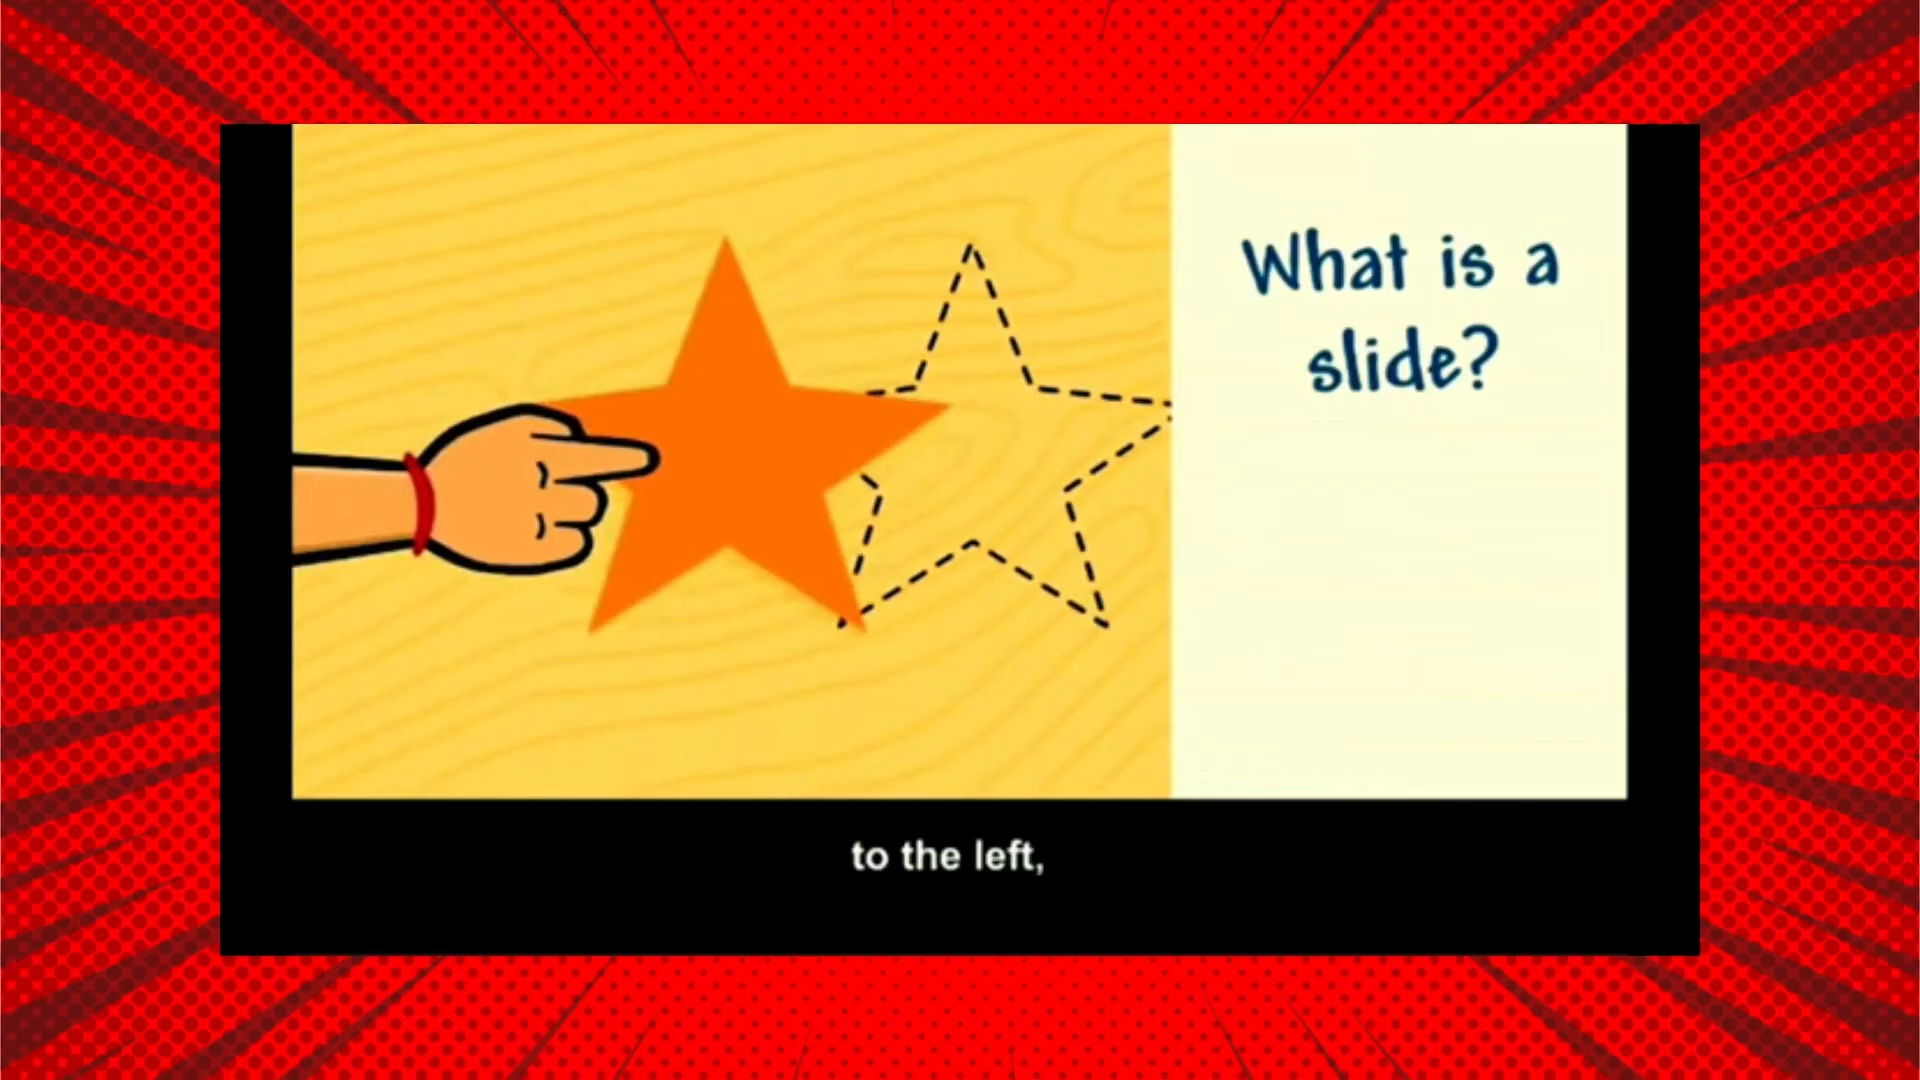 What is a
slide?
to the left,